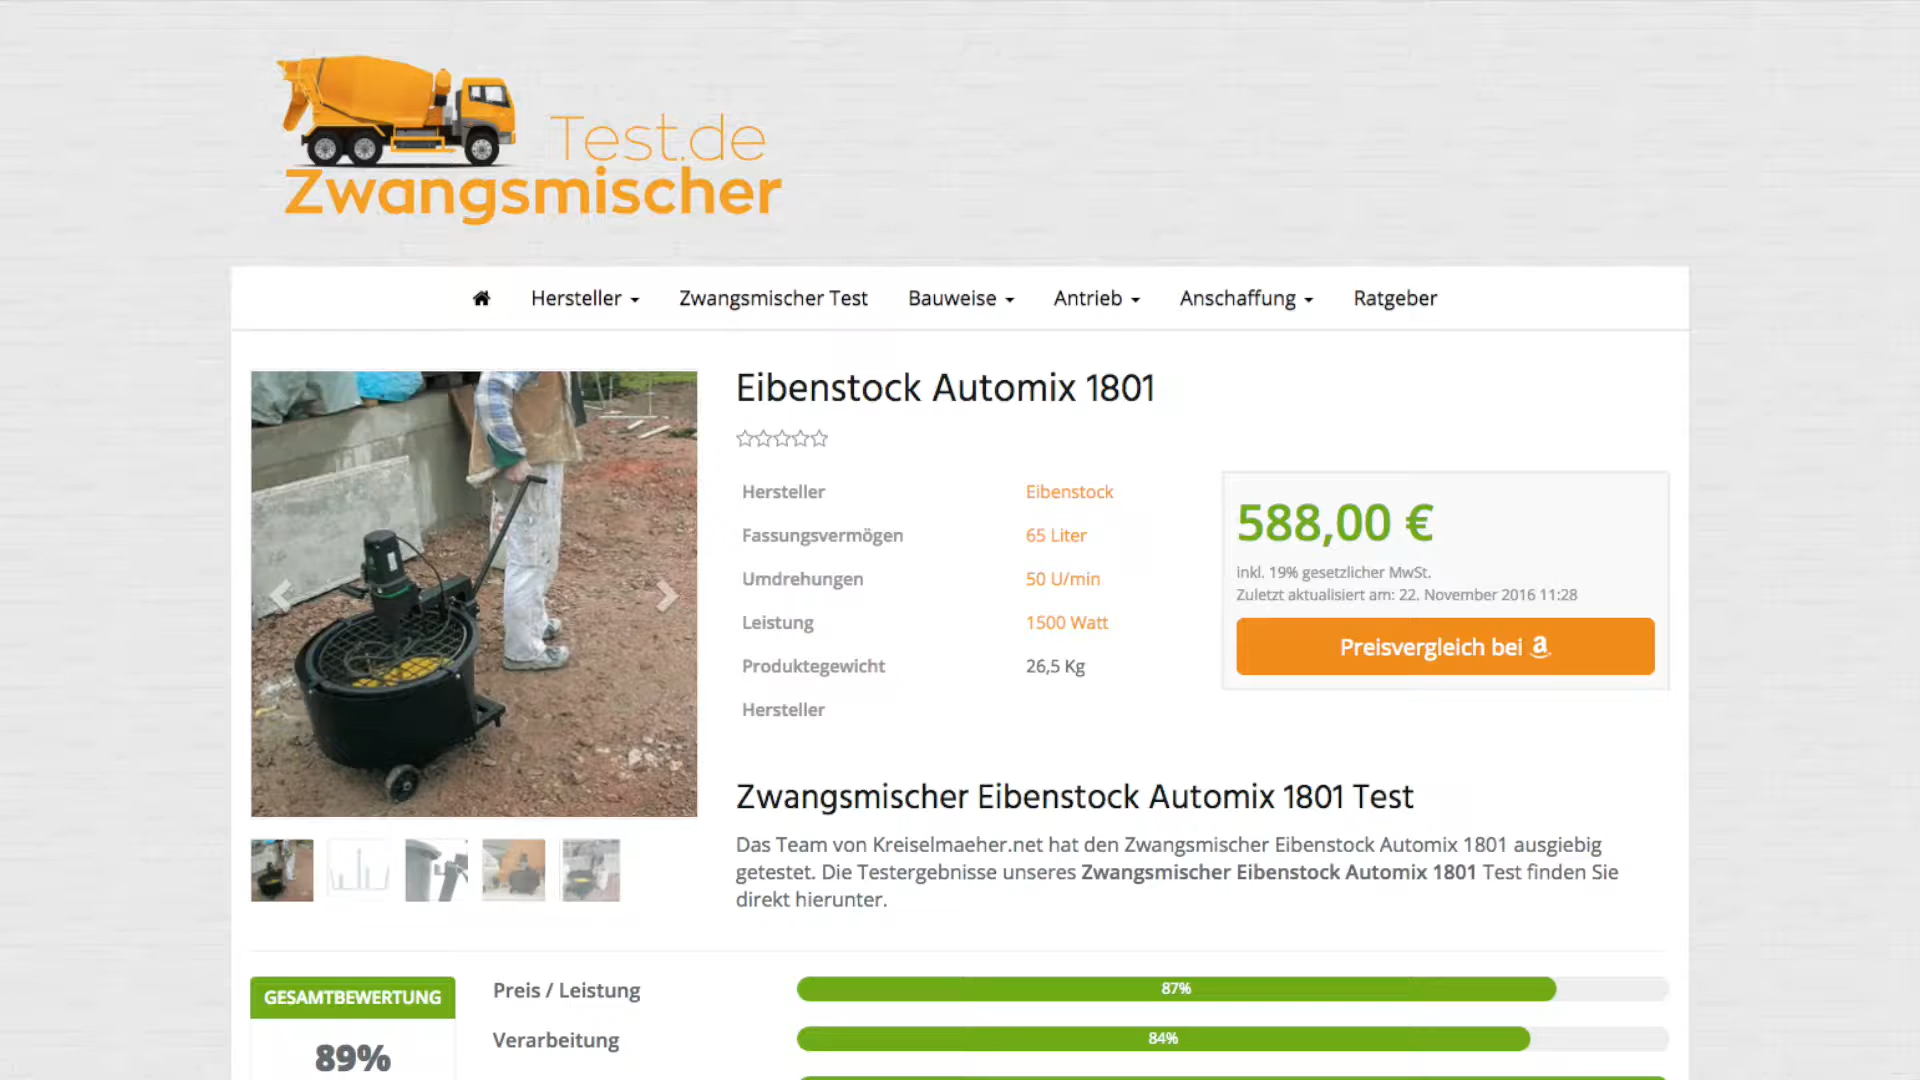 Test.de
Zwangsmischer
Hersteller
Zwangsmischer Test
Bauweise
Antrieb
Anschaffung
Ratgeber
Eibenstock Automix 1801
Hersteller Eibenstock
Fassungsvermögen 65 Liter
Umdrehungen 50 U/min
Leistung 1500 Watt
Produktgewicht 26,5 Kg
Hersteller
588,00 €
inkl. 19% gesetzlicher MwSt.
Zuletzt aktualisiert am: 22. November 2016 11:28
Preisvergleich bei a
Zwangsmischer Eibenstock Automix 1801 Test
Das Team von Kreiselmaeher.net hat den Zwangsmischer Eibenstock Automix 1801 ausgiebig
getestet. Die Testergebnisse unseres Zwangsmischer Eibenstock Automix 1801 Test finden Sie
direkt hierunter.
GESAMTBEWERTUNG
89%
Preis / Leistung 87%
Verarbeitung 84%